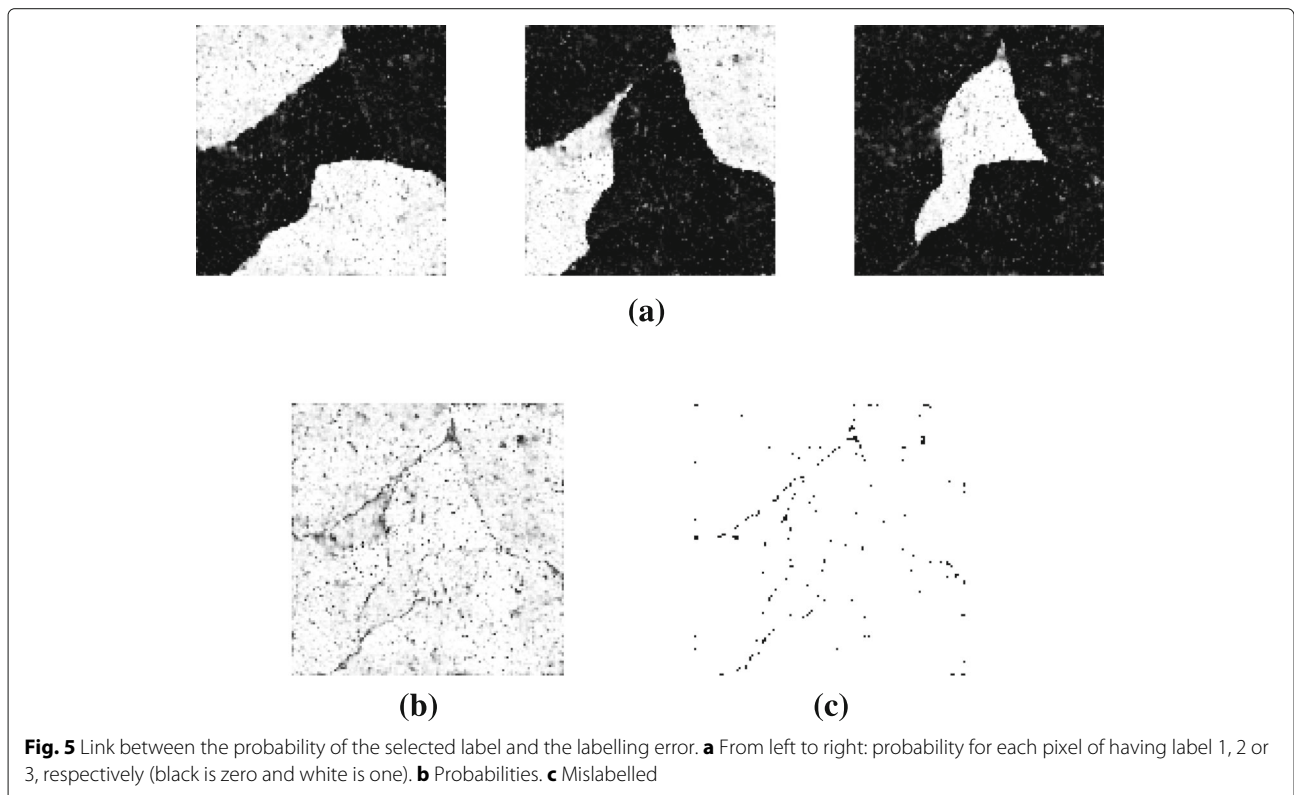 (a)
(b)
(c)
Fig. 5 Link between the probability of the selected label and the labelling error. a From left to right: probability for each pixel of having label 1, 2 or
3, respectively (black is zero and white is one). b Probabilities. c Mislabelled